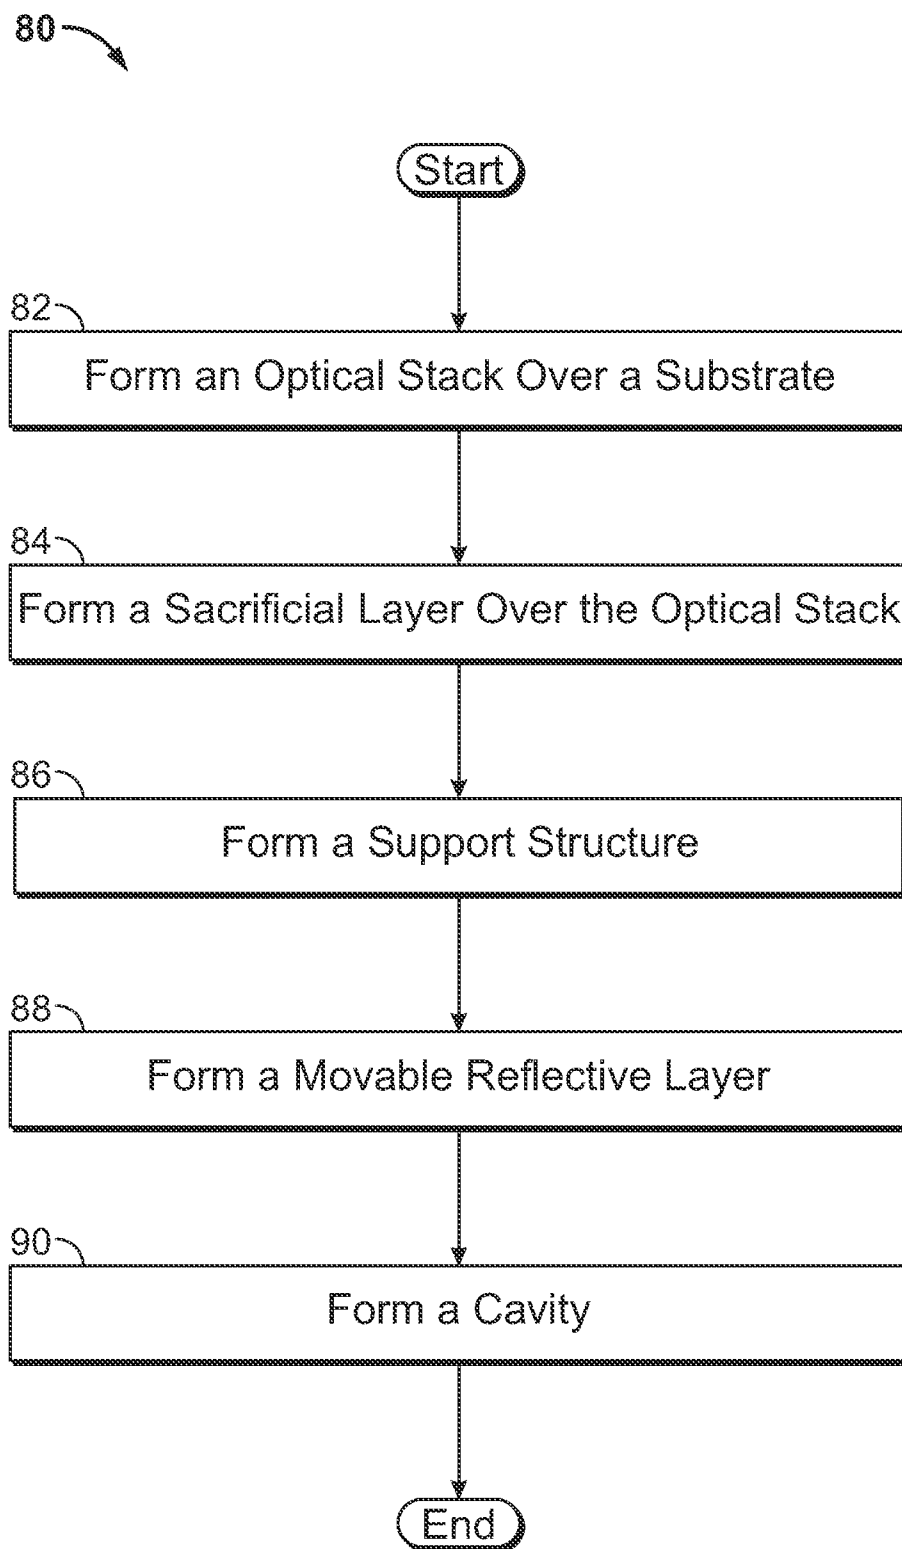 80
Start
82
Form an Optical Stack Over a Substrate
84
Form a Sacrificial Layer Over the Optical Stack
86
Form a Support Structure
88
Form a Movable Reflective Layer
90
Form a Cavity
End